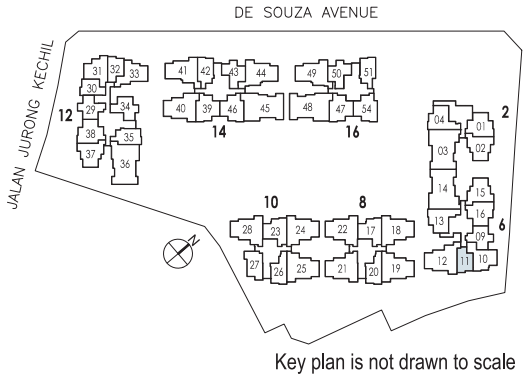 DE SOUZA AVENUE
JALAN JURONG KECHIL
31 32 33
30
29 34
12
38 35
37 36
41 42 43 44
40 39 46 45
14
49 50 51
48 47 54
16
2
04 01
02
03
14 15
13 16
6
09
12 11 10
10
28 23 24
27 26 25
8
22 17 18
21 20 19
N
Key plan is not drawn to scale